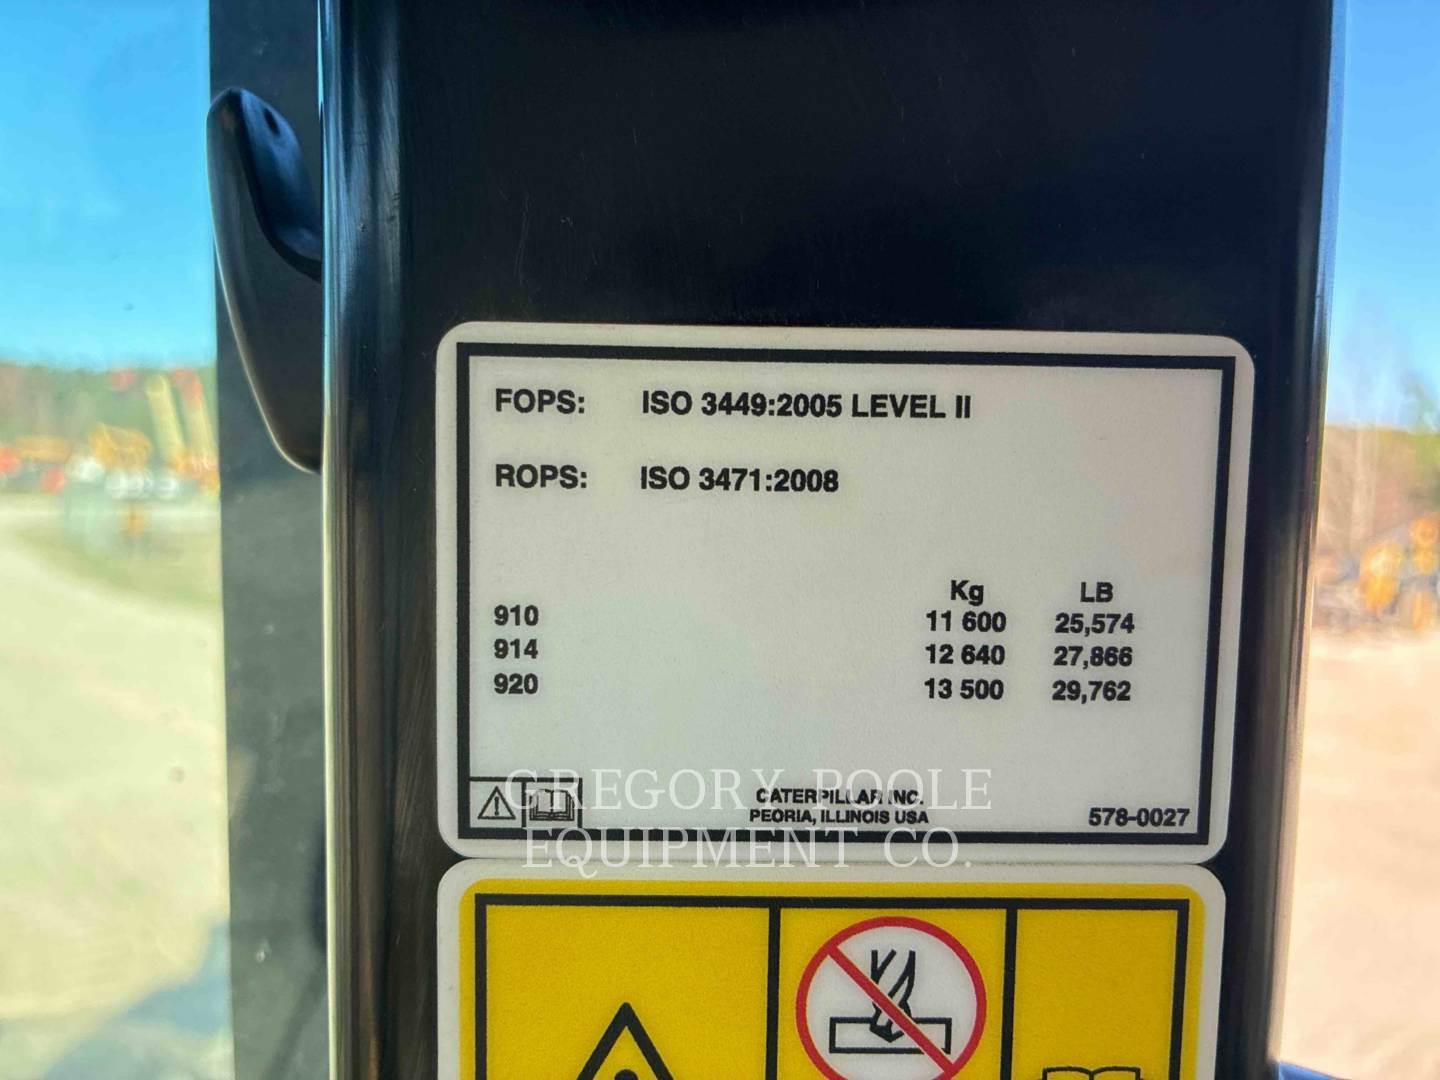 FOPS: ISO 3449:2005 LEVEL II
ROPS: ISO 3471:2008
Kg LB
910 11 600 25,574
914 12 640 27,866
920 13 500 29,762
CATERPILLAR INC.
PEORIA, ILLINOIS USA
578-0027
GREGORY POOLE
EQUIPMENT CO.